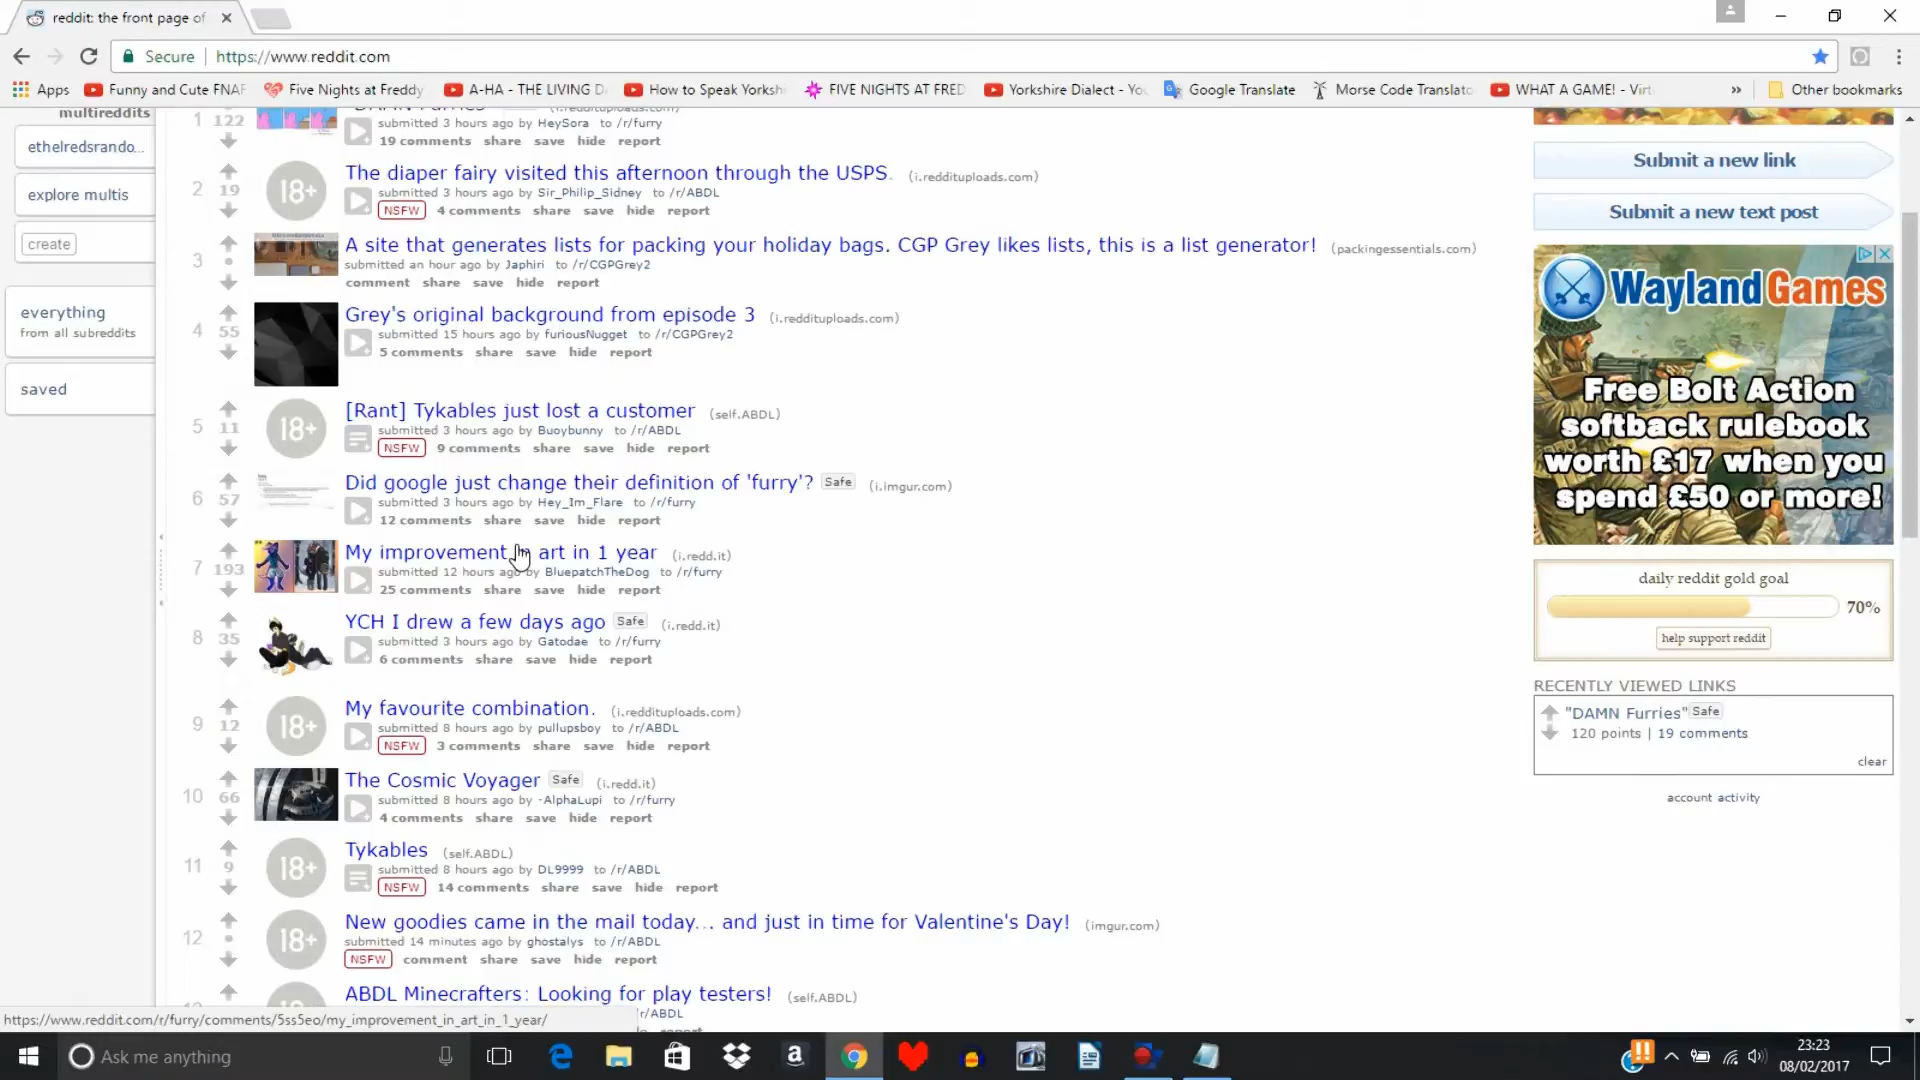 reddit: the front page of
Secure https://www.reddit.com
Apps Funny and Cute FNAF Five Nights at Freddy A-HA - THE LIVING D How to Speak Yorksh FIVE NIGHTS AT FRED Yorkshire Dialect - Yo Google Translate Morse Code Translato WHAT A GAME! - Virt » Other bookmarks
multireddits
ethelredsrando...
explore multis
create
everything
from all subreddits
saved
1 122
submitted 3 hours ago by HeySora to /r/furry
19 comments share save hide report
2 19 18+ The diaper fairy visited this afternoon through the USPS. (i.reddituploads.com)
submitted 3 hours ago by Sir_Philip_Sidney to /r/ABDL
NSFW 4 comments share save hide report
3 • A site that generates lists for packing your holiday bags. CGP Grey likes lists, this is a list generator! (packingessentials.com)
submitted an hour ago by Japhiri to /r/CGPGrey2
comment share save hide report
4 55 Grey's original background from episode 3 (i.reddituploads.com)
submitted 15 hours ago by furiousNugget to /r/CGPGrey2
5 comments share save hide report
5 11 18+ [Rant] Tykables just lost a customer (self.ABDL)
submitted 3 hours ago by Buoybunny to /r/ABDL
NSFW 9 comments share save hide report
6 57 Did google just change their definition of 'furry'? Safe (i.imgur.com)
submitted 3 hours ago by Hey_Im_Flare to /r/furry
12 comments share save hide report
7 193 My improvement art in 1 year (i.redd.it)
submitted 12 hours ago by BluepatchTheDog to /r/furry
25 comments share save hide report
8 35 YCH I drew a few days ago Safe (i.redd.it)
submitted 3 hours ago by Gatodae to /r/furry
6 comments share save hide report
9 12 18+ My favourite combination. (i.reddituploads.com)
submitted 8 hours ago by pullupsboy to /r/ABDL
NSFW 3 comments share save hide report
10 66 The Cosmic Voyager Safe (i.redd.it)
submitted 8 hours ago by -AlphaLupi to /r/furry
4 comments share save hide report
11 9 18+ Tykables (self.ABDL)
submitted 8 hours ago by DL9999 to /r/ABDL
NSFW 14 comments share save hide report
12 • 18+ New goodies came in the mail today... and just in time for Valentine's Day! (imgur.com)
submitted 14 minutes ago by ghostalys to /r/ABDL
NSFW comment share save hide report
ABDL Minecrafters: Looking for play testers! (self.ABDL)
/r/ABDL
https://www.reddit.com/r/furry/comments/5ss5eo/my_improvement_in_art_in_1_year/
Submit a new link
Submit a new text post
Wayland Games
Free Bolt Action
softback rulebook
worth £17 when you
spend £50 or more!
daily reddit gold goal
70%
help support reddit
RECENTLY VIEWED LINKS
"DAMN Furries" Safe
120 points | 19 comments
clear
account activity
Ask me anything
23:23
08/02/2017